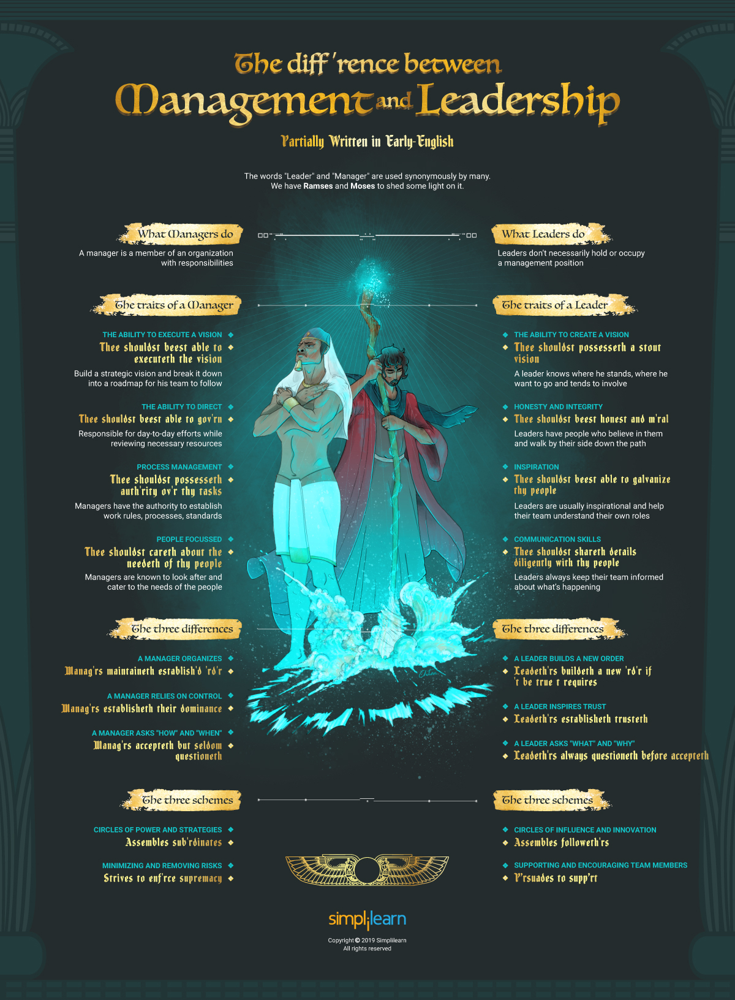 The diff'rence between
Management and Leadership
Partially Written in Early-English
The words "Leader" and "Manager" are used synonymously by many.
We have Ramses and Moses to shed some light on it.
What Managers do
A manager is a member of an organization
with responsibilities
What Leaders do
Leaders don't necessarily hold or occupy
a management position
The traits of a Manager
THE ABILITY TO EXECUTE A VISION
Thee shouldst beest able to
executeth the vision
Build a strategic vision and break it down
into a roadmap for his team to follow
THE ABILITY TO DIRECT
Thee shouldst beest able to gov'rn
Responsible for day-to-day efforts while
reviewing necessary resources
PROCESS MANAGEMENT
Thee shouldst possesseth
auth'rity ov'r thy tasks
Managers have the authority to establish
work rules, processes, standards
PEOPLE FOCUSSED
Thee shouldst careth about the
needeth of thy people
Managers are known to look after and
cater to the needs of the people
The traits of a Leader
THE ABILITY TO CREATE A VISION
Thee shouldst possesseth a stout
vision
A leader knows where he stands, where he
want to go and tends to involve
HONESTY AND INTEGRITY
Thee shouldst beest honest and m'ral
Leaders have people who believe in them
and walk by their side down the path
INSPIRATION
Thee shouldst beest able to galvanize
thy people
Leaders are usually inspirational and help
their team understand their own roles
COMMUNICATION SKILLS
Thee shouldst shareth details
diligently with thy people
Leaders always keep their team informed
about what's happening
The three differences
A MANAGER ORGANIZES
Manag'rs maintaineth establish'd 'rd'r
A MANAGER RELIES ON CONTROL
Manag'rs establisheth their dominance
A MANAGER ASKS "HOW" AND "WHEN"
Manag'rs accepteth but seldom
questioneth
The three differences
A LEADER BUILDS A NEW ORDER
Leadeth'rs buildeth a new 'rd'r if
't be true t requires
A LEADER INSPIRES TRUST
Leadeth'rs establisheth trusteth
A LEADER ASKS "WHAT" AND "WHY"
Leadeth'rs always questioneth before accepteth
The three schemes
CIRCLES OF POWER AND STRATEGIES
Assembles sub'rdinates
MINIMIZING AND REMOVING RISKS
Strives to enf'rce supremacy
The three schemes
CIRCLES OF INFLUENCE AND INNOVATION
Assembles followeth'rs
SUPPORTING AND ENCOURAGING TEAM MEMBERS
P'rsuades to supp'rt
simplilearn
Copyright © 2019 Simplilearn
All rights reserved